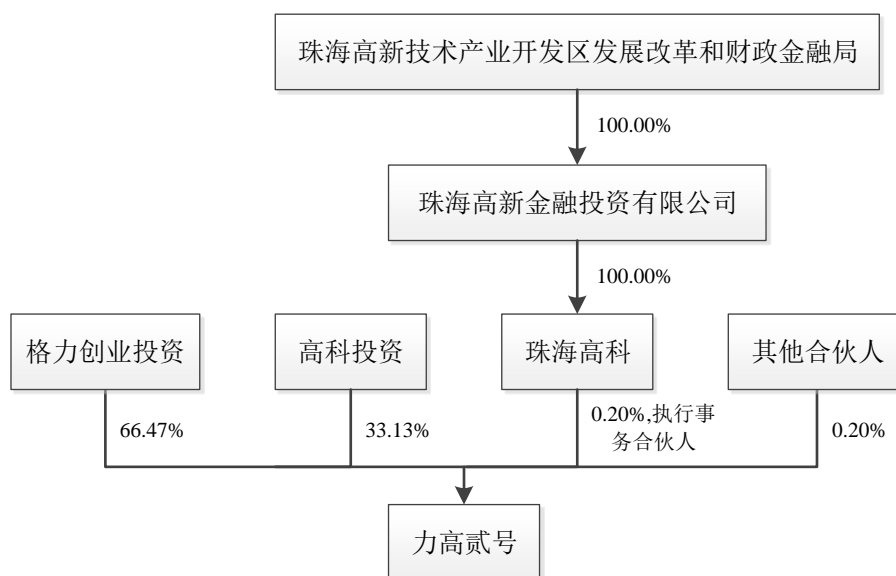 珠海高新技术产业开发区发展改革和财政金融局
100.00%
珠海高新金融投资有限公司
100.00%
格力创业投资
高科投资
珠海高科
其他合伙人
66.47%
33.13%
0.20%,执行事
务合伙人
0.20%
力高贰号